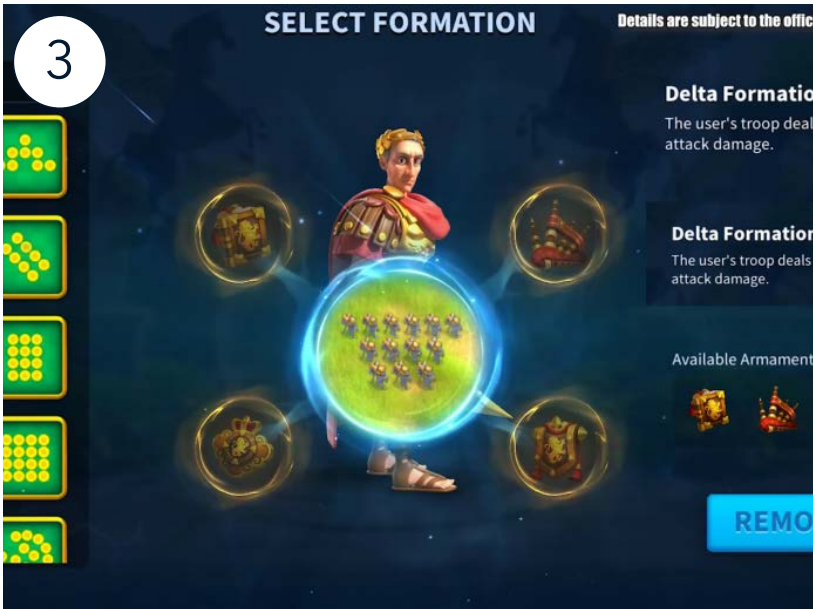 3
SELECT FORMATION
Details are subject to the offic
Delta Formatio
The user's troop deal
attack damage.
Delta Formation
The user's troop deals
attack damage.
Available Armament
REMO